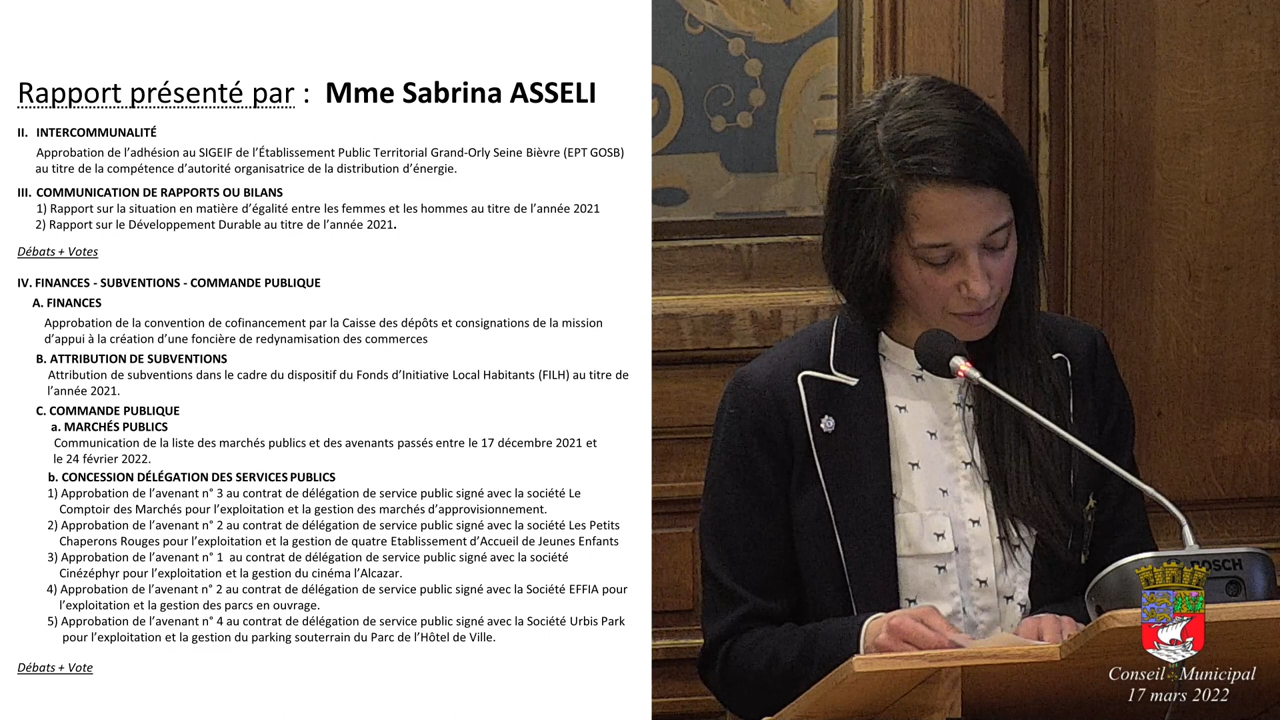 Rapport présenté par : Mme Sabrina ASSELI
II. INTERCOMMUNALITÉ
Approbation de l'adhésion au SIGEIF de l'Établissement Public Territorial Grand-Orly Seine Bièvre (EPT GOSB)
au titre de la compétence d'autorité organisatrice de la distribution d'énergie.
III. COMMUNICATION DE RAPPORTS OU BILANS
1) Rapport sur la situation en matière d'égalité entre les femmes et les hommes au titre de l'année 2021
2) Rapport sur le Développement Durable au titre de l'année 2021.
Débats + Votes
IV. FINANCES - SUBVENTIONS - COMMANDE PUBLIQUE
A. FINANCES
Approbation de la convention de cofinancement par la Caisse des dépôts et consignations de la mission
d'appui à la création d'une foncière de redynamisation des commerces
B. ATTRIBUTION DE SUBVENTIONS
Attribution de subventions dans le cadre du dispositif du Fonds d'Initiative Local Habitants (FILH) au titre de
l'année 2021.
C. COMMANDE PUBLIQUE
a. MARCHÉS PUBLICS
Communication de la liste des marchés publics et des avenants passés entre le 17 décembre 2021 et
le 24 février 2022.
b. CONCESSION DÉLÉGATION DES SERVICES PUBLICS
1) Approbation de l'avenant n° 3 au contrat de délégation de service public signé avec la société Le
Comptoir des Marchés pour l'exploitation et la gestion des marchés d'approvisionnement.
2) Approbation de l'avenant n° 2 au contrat de délégation de service public signé avec la société Les Petits
Chaperons Rouges pour l'exploitation et la gestion de quatre Etablissement d'Accueil de Jeunes Enfants
3) Approbation de l'avenant n° 1 au contrat de délégation de service public signé avec la société
Cinézéphyr pour l'exploitation et la gestion du cinéma l'Alcazar.
4) Approbation de l'avenant n° 2 au contrat de délégation de service public signé avec la Société EFFIA pour
l'exploitation et la gestion des parcs en ouvrage.
5) Approbation de l'avenant n° 4 au contrat de délégation de service public signé avec la Société Urbis Park
pour l'exploitation et la gestion du parking souterrain du Parc de l'Hôtel de Ville.
Débats + Vote
BOSCH
Conseil Municipal
17 mars 2022